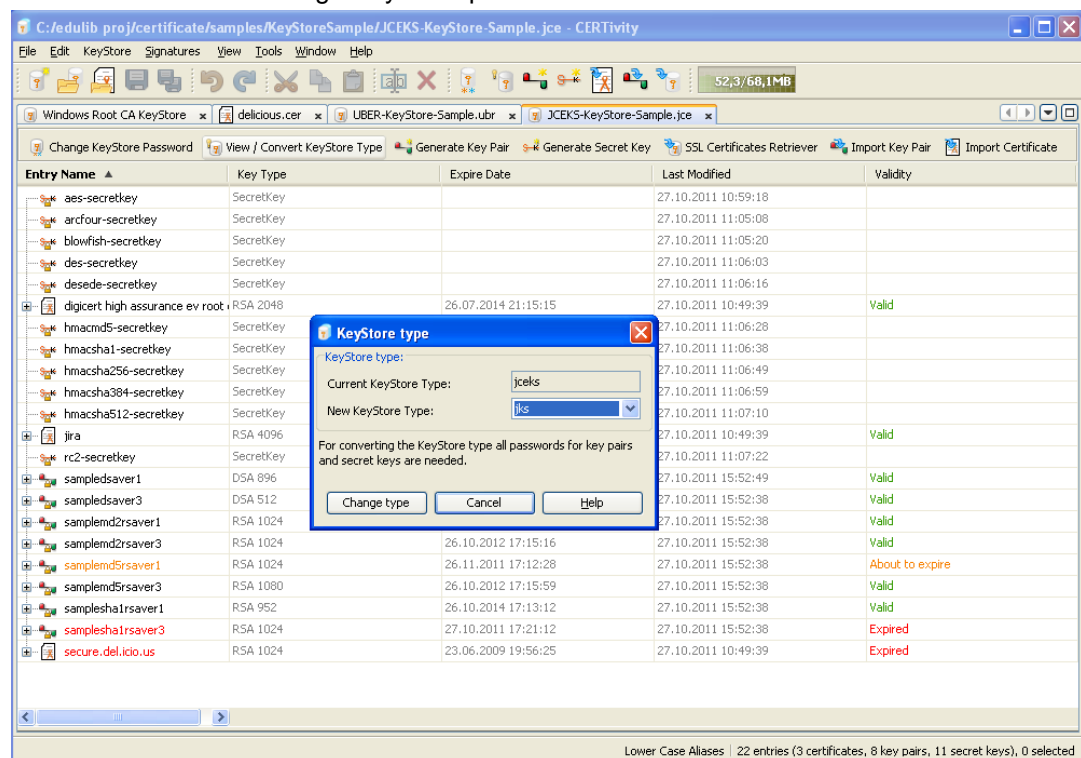 C:/edulib proj/certificate/samples/KeyStoreSample/JCEKS-KeyStore-Sample.jce - CERTivity
File Edit KeyStore Signatures View Tools Window Help
52,3/68,1MB
Windows Root CA KeyStore x delicious.cer x UBER-KeyStore-Sample.ubr x JCEKS-KeyStore-Sample.jce x
Change KeyStore Password View / Convert KeyStore Type Generate Key Pair Generate Secret Key SSL Certificates Retriever Import Key Pair Import Certificate
Entry Name Key Type Expire Date Last Modified Validity
aes-secretkey SecretKey 27.10.2011 10:59:18
arcfour-secretkey SecretKey 27.10.2011 11:05:08
blowfish-secretkey SecretKey 27.10.2011 11:05:20
des-secretkey SecretKey 27.10.2011 11:06:03
desede-secretkey SecretKey 27.10.2011 11:06:16
digicert high assurance ev root RSA 2048 26.07.2014 21:15:15 27.10.2011 10:49:39 Valid
hmacmd5-secretkey SecretKey 27.10.2011 11:06:28
hmacsha1-secretkey SecretKey 27.10.2011 11:06:38
hmacsha256-secretkey SecretKey 27.10.2011 11:06:49
hmacsha384-secretkey SecretKey 27.10.2011 11:06:59
hmacsha512-secretkey SecretKey 27.10.2011 11:07:10
jira RSA 4096 27.10.2011 10:49:39 Valid
rc2-secretkey SecretKey 27.10.2011 11:07:22
sampledsaver1 DSA 896 27.10.2011 15:52:49 Valid
sampledsaver3 DSA 512 27.10.2011 15:52:38 Valid
samplemd2rsaver1 RSA 1024 27.10.2011 15:52:38 Valid
samplemd2rsaver3 RSA 1024 26.10.2012 17:15:16 27.10.2011 15:52:38 Valid
samplemd5rsaver1 RSA 1024 26.11.2011 17:12:28 27.10.2011 15:52:38 About to expire
samplemd5rsaver3 RSA 1080 26.10.2012 17:15:59 27.10.2011 15:52:38 Valid
samplesha1rsaver1 RSA 952 26.10.2014 17:13:12 27.10.2011 15:52:38 Valid
samplesha1rsaver3 RSA 1024 27.10.2011 17:21:12 27.10.2011 15:52:38 Expired
secure.del.icio.us RSA 1024 23.06.2009 19:56:25 27.10.2011 10:49:39 Expired
KeyStore type
KeyStore type:
Current KeyStore Type: jceks
New KeyStore Type: jks
For converting the KeyStore type all passwords for key pairs
and secret keys are needed.
Change type Cancel Help
Lower Case Aliases 22 entries (3 certificates, 8 key pairs, 11 secret keys), 0 selected